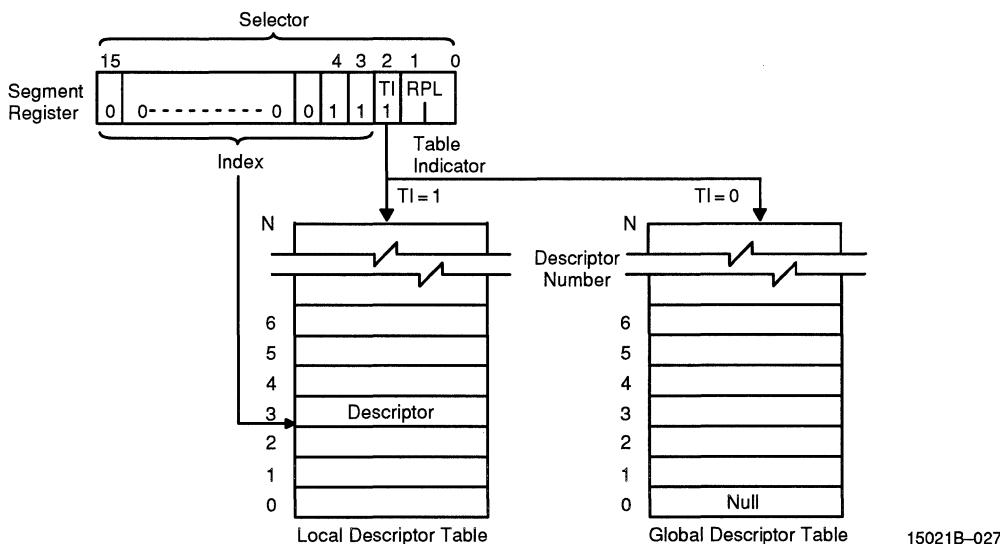 Selector
15 4 3 2 1 0
Segment Register
TI RPL
0 0 - - - - - - - - - - 0 0 1 1 1
Index
Table
Indicator
TI = 1
TI = 0
N
N
Descriptor
Number
6
5
4
3
2
1
0
Descriptor
6
5
4
3
2
1
0
Null
Local Descriptor Table
Global Descriptor Table
15021B–027